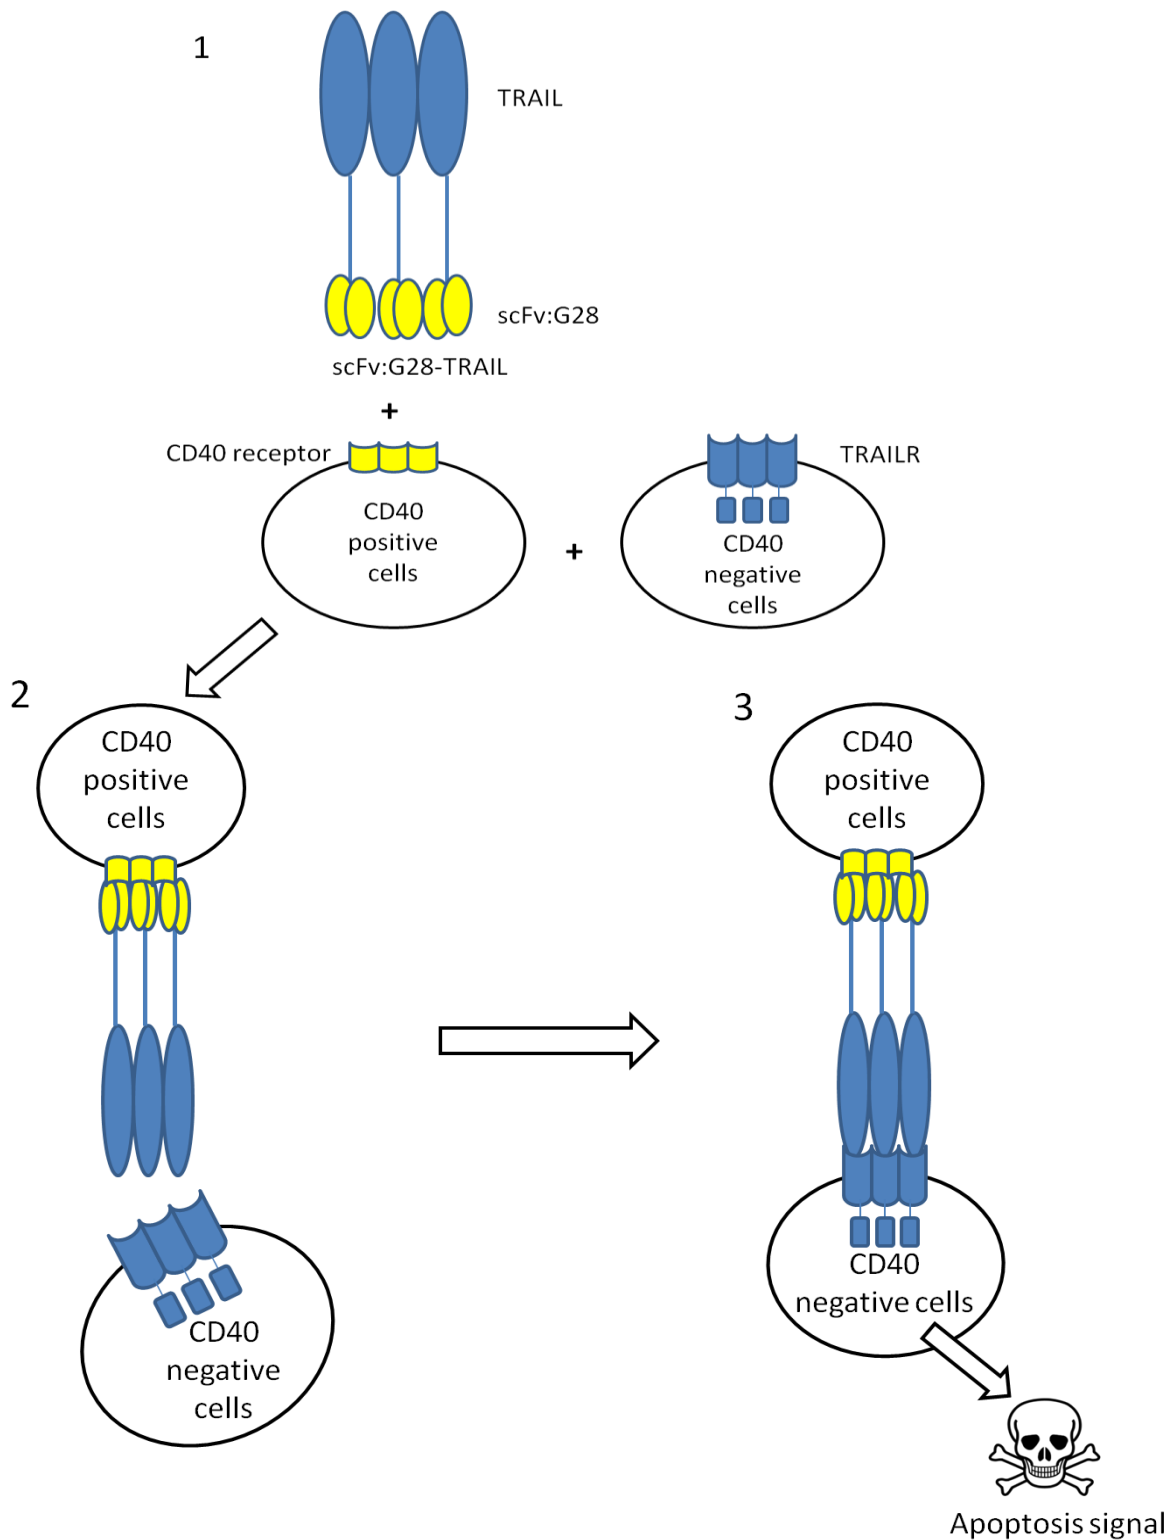 1
TRAIL
scFv:G28
scFv:G28-TRAIL
+
CD40 receptor
TRAILR
CD40
positive
cells
+
CD40
negative
cells
2
CD40
positive
cells
3
CD40
positive
cells
CD40
negative
cells
CD40
negative cells
Apoptosis signal